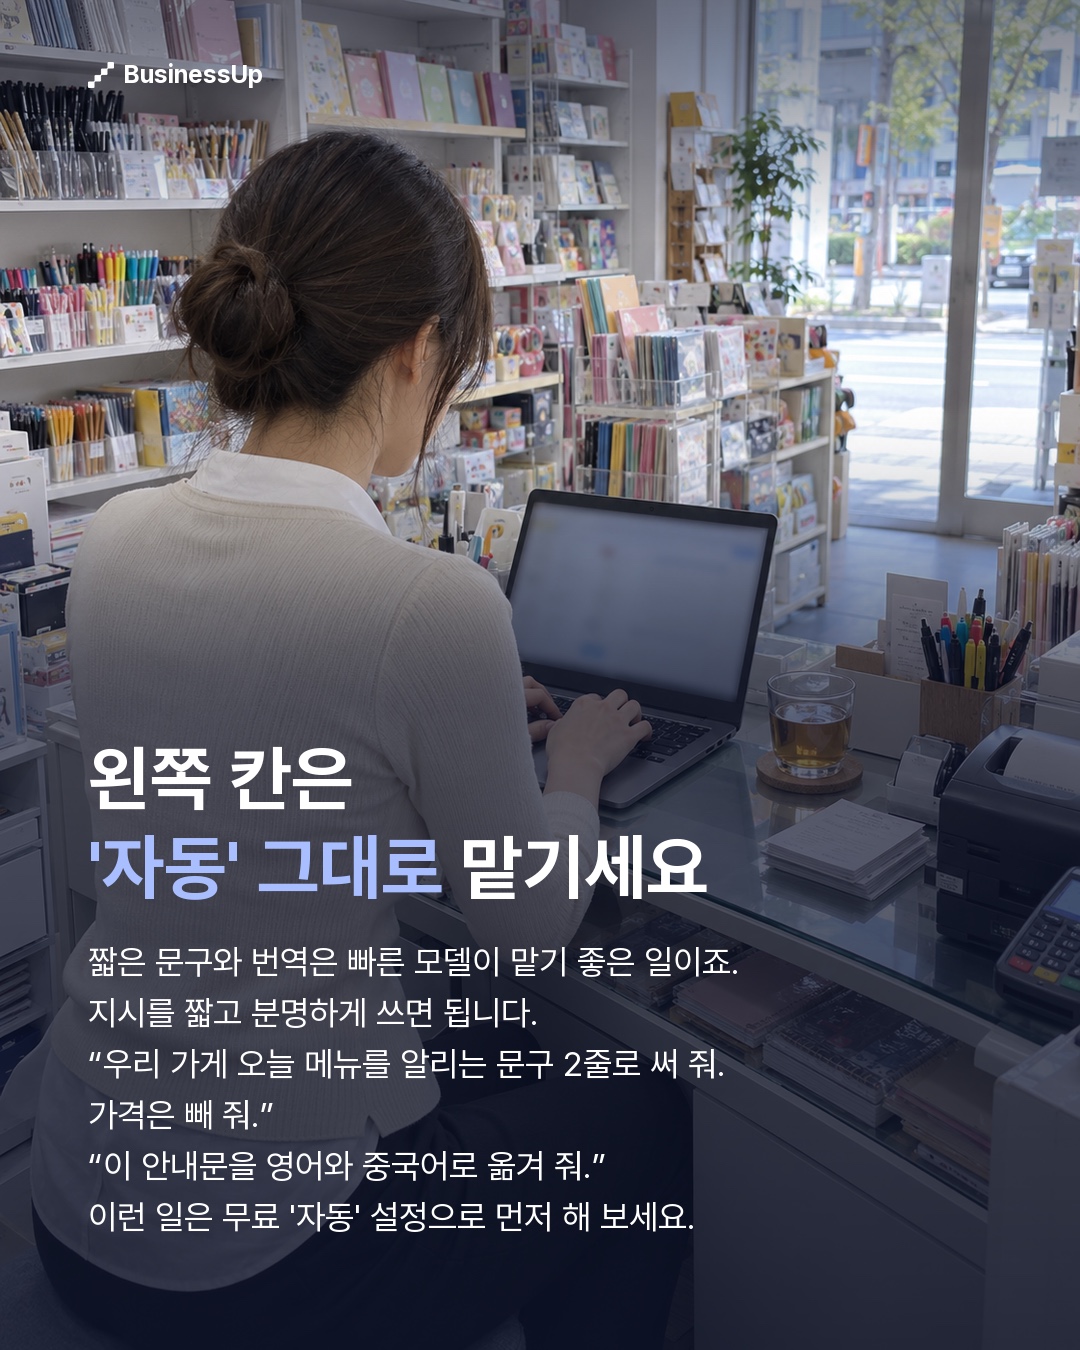 BusinessUp
왼쪽 칸은
'자동' 그대로 맡기세요
짧은 문구와 번역은 빠른 모델이 맡기 좋은 일이죠.
지시를 짧고 분명하게 쓰면 됩니다.
“우리 가게 오늘 메뉴를 알리는 문구 2줄로 써 줘.
가격은 빼 줘.”
“이 안내문을 영어와 중국어로 옮겨 줘.”
이런 일은 무료 '자동' 설정으로 먼저 해 보세요.